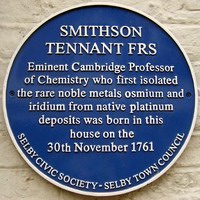 SMITHSON
TENNANT FRS
Eminent Cambridge Professor
of Chemistry who first isolated
the rare noble metals osmium and
iridium from native platinum
deposits was born in this
house on the
30th November 1761
SELBY CIVIC SOCIETY - SELBY TOWN COUNCIL